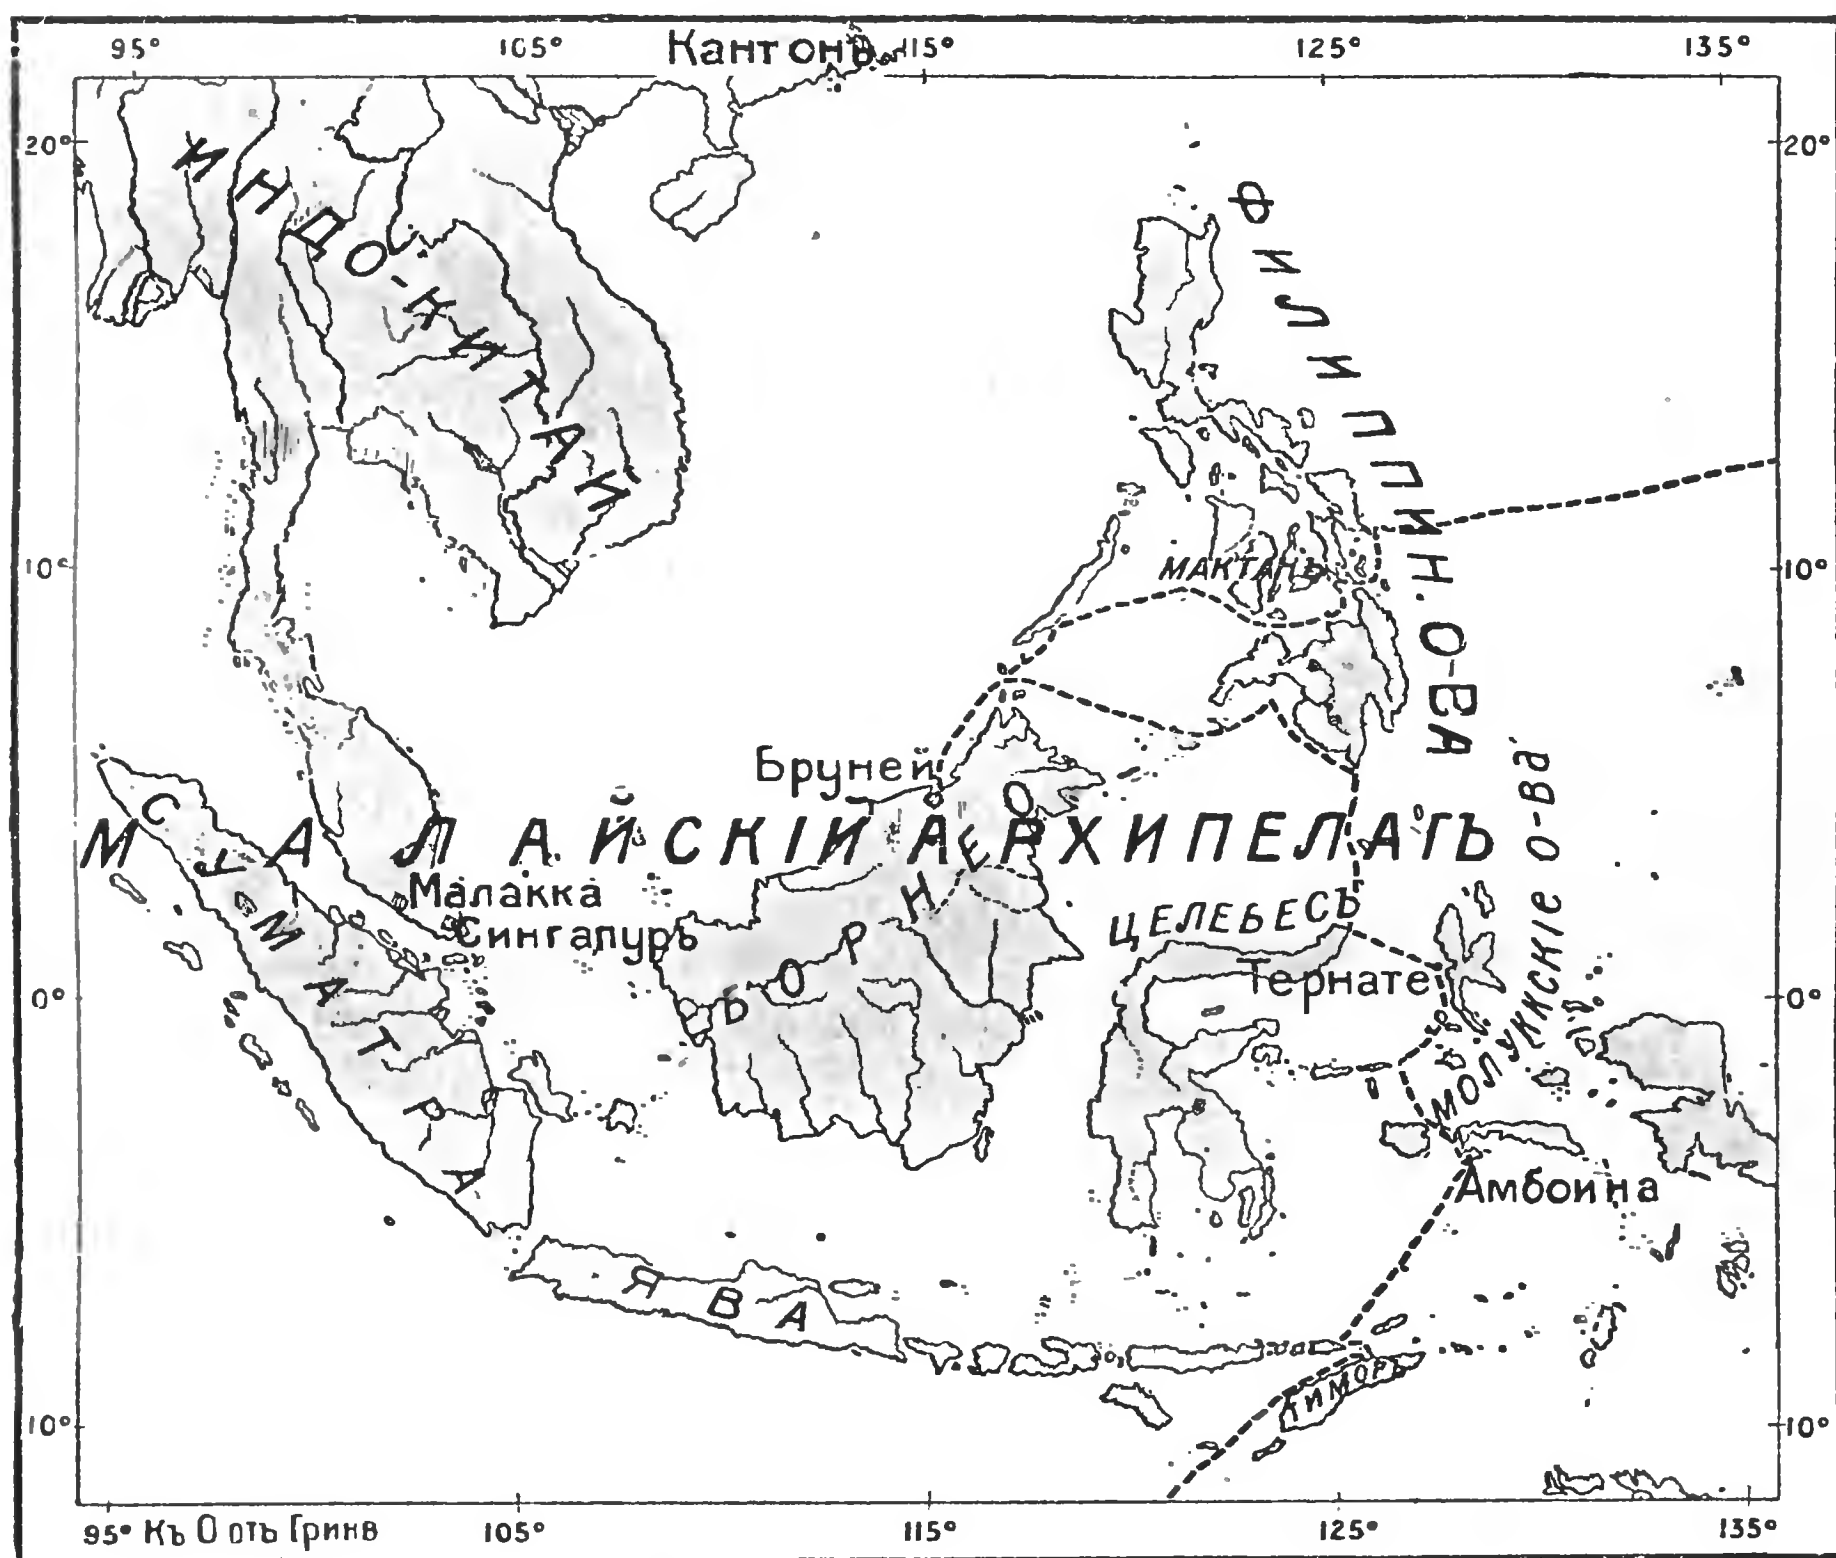 95° 105° Кантонъ 115° 125° 135°
20° 20°
ИНДО-КИТАЙ
ФИЛИППИН. О-ВА
10° МАКТАНЪ 10°
Бруней
МАЛАЙСКІЙ АРХИПЕЛАГЪ
СУМАТРА
Малакка
Сингапуръ
БОРНЕО
ЦЕЛЕБЕСЪ
Тернате
МОЛУККСКІЕ О-ВА
0° 0°
Амбоина
ЯВА
ТИМОРЪ
10° 10°
95° Къ О отъ Гринв 105° 115° 125° 135°